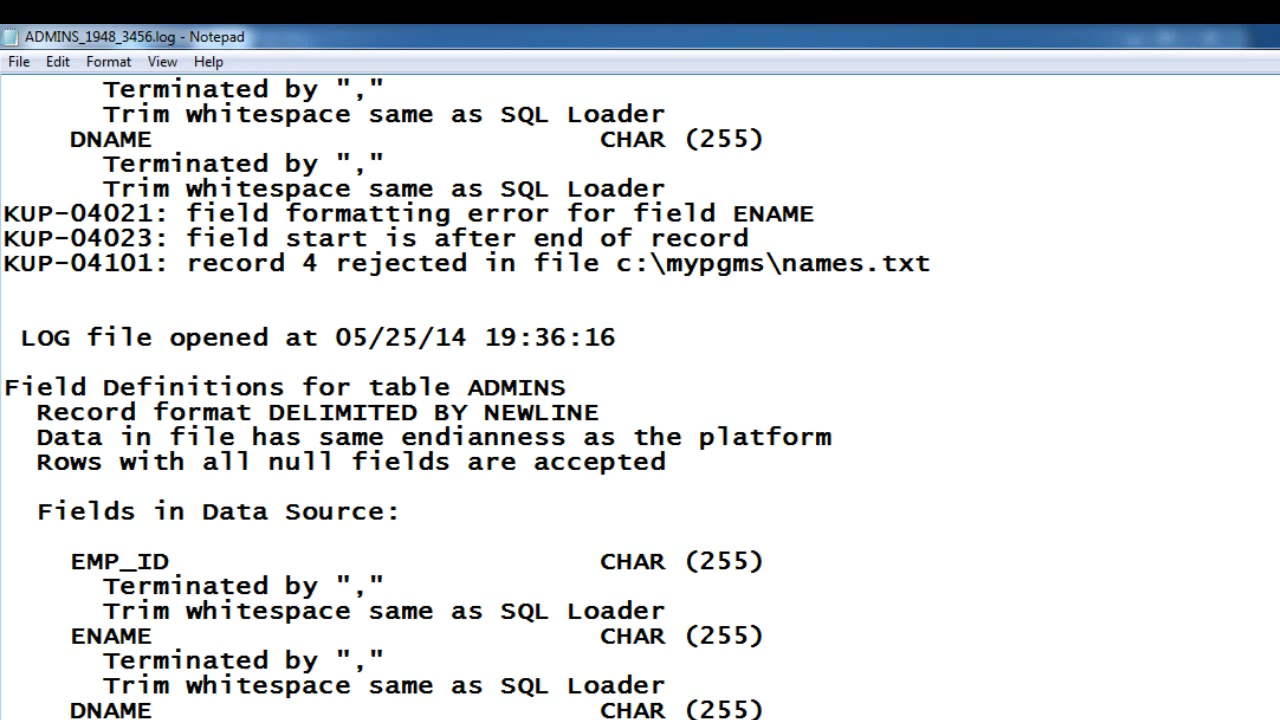 ADMINS_1948_3456.log - Notepad
File Edit Format View Help
Terminated by ","
Trim whitespace same as SQL Loader
DNAME CHAR (255)
Terminated by ","
Trim whitespace same as SQL Loader
KUP-04021: field formatting error for field ENAME
KUP-04023: field start is after end of record
KUP-04101: record 4 rejected in file c:\mypgms\names.txt
LOG file opened at 05/25/14 19:36:16
Field Definitions for table ADMINS
Record format DELIMITED BY NEWLINE
Data in file has same endianness as the platform
Rows with all null fields are accepted
Fields in Data Source:
EMP_ID CHAR (255)
Terminated by ","
Trim whitespace same as SQL Loader
ENAME CHAR (255)
Terminated by ","
Trim whitespace same as SQL Loader
DNAME CHAR (255)